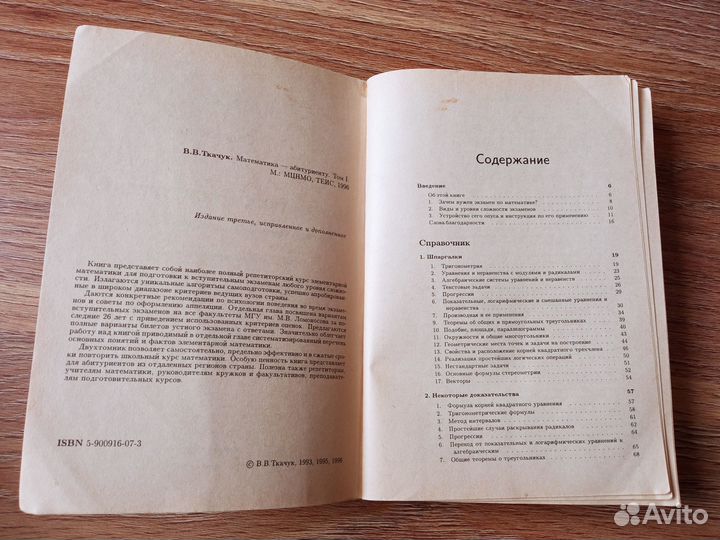 В.В.Ткачук. Математика — абитуриенту. Том I.
М.: МЦНМО, ТЕИС, 1996
Издание третье, исправленное и дополненное
Книга представляет собой наиболее полный репетиторский курс элементарной
математики для подготовки к вступительным экзаменам любого уровня сложно-
сти. Излагаются уникальные алгоритмы самоподготовки, успешно апробирован-
ные в широком диапазоне критериев ведущих вузов страны.
Даются конкретные рекомендации по психологии поведения во время экзаме-
нов и советы по оформлению апелляции. Отдельная глава посвящена вариантам
вступительных экзаменов на все факультеты МГУ им. М.В. Ломоносова за по-
следние 26 лет с приведением использованных критериев оценок. Предлагаются
полные варианты билетов устного экзамена с ответами. Значительно облегчает
работу над книгой приводимый в отдельной главе систематизированный перечень
основных понятий и фактов элементарной математики.
Двухтомник позволяет самостоятельно, предельно эффективно и в сжатые сро-
ки повторить школьный курс математики. Особую ценность книга представляет
для абитуриентов из отдаленных регионов страны. Полезна также репетиторам,
учителям математики, руководителям кружков и факультативов, преподавате-
лям подготовительных курсов.
ISBN 5-900916-07-3
© В.В.Ткачук, 1993, 1995, 1996
Содержание
Введение 6
Об этой книге 6
1. Зачем нужен экзамен по математике? 8
2. Виды и уровни сложности экзаменов 10
3. Устройство сего опуса и инструкции по его применению 11
Слова благодарности 16
Справочник
1. Шпаргалки 19
1. Тригонометрия 19
2. Уравнения и неравенства с модулями и радикалами 23
3. Алгебраические системы уравнений и неравенств 25
4. Текстовые задачи 26
5. Прогрессия 29
6. Показательные, логарифмические и смешанные уравнения и
неравенства 30
7. Производная и ее применения 34
9. Теоремы об общих и прямоугольных треугольниках 37
10. Подобие, площади, параллелограммы 39
11. Окружности и общие многоугольники 40
12. Геометрические места точек и задачи на построение 42
13. Свойства и расположение корней квадратного трехчлена 44
14. Реализация простейших логических операций 47
15. Нестандартные задачи 51
16. Основные формулы стереометрии 52
17. Векторы 54
2. Некоторые доказательства 57
1. Формула корней квадратного уравнения 57
2. Тригонометрические формулы 58
3. Метод интервалов 61
4. Простейшие случаи раскрывания радикалов 62
5. Прогрессии 64
6. Переход от показательных и логарифмических уравнений к
алгебраическим 65
7. Общие теоремы о треугольниках 68
Avito